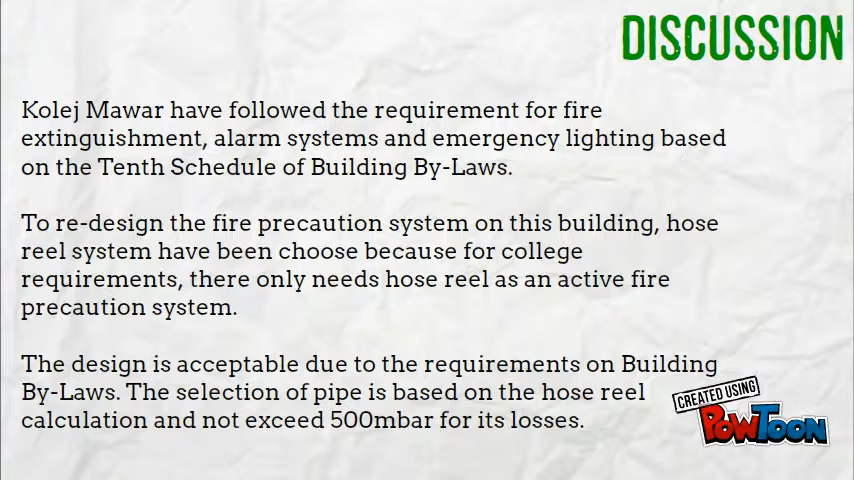 DISCUSSION
Kolej Mawar have followed the requirement for fire
extinguishment, alarm systems and emergency lighting based
on the Tenth Schedule of Building By-Laws.
To re-design the fire precaution system on this building, hose
reel system have been choose because for college
requirements, there only needs hose reel as an active fire
precaution system.
The design is acceptable due to the requirements on Building
By-Laws. The selection of pipe is based on the hose reel
calculation and not exceed 500mbar for its losses.
CREATED USING
POWTOON